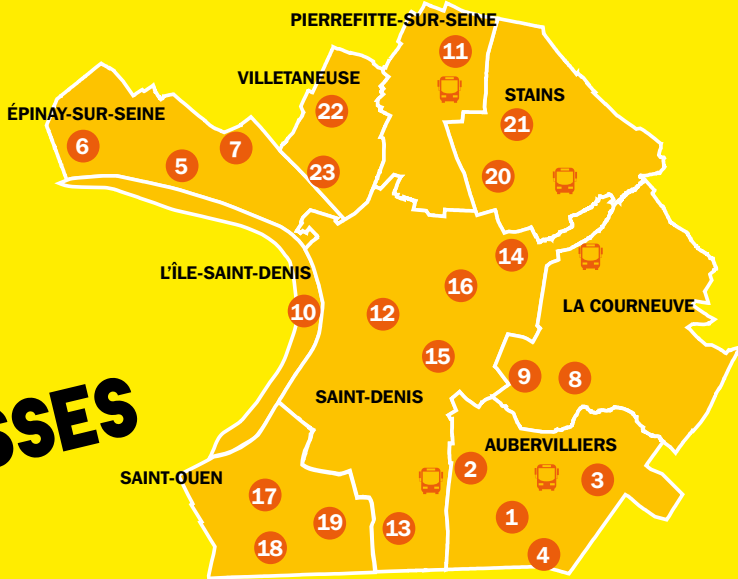 PIERREFITTE-SUR-SEINE
11
VILLETANEUSE
STAINS
22
21
ÉPINAY-SUR-SEINE
6
7
5
23
20
14
L'ÎLE-SAINT-DENIS
16
10
12
LA COURNEUVE
15
9
8
SAINT-DENIS
SSES
AUBERVILLIERS
SAINT-OUEN
2
3
17
1
19
13
18
4